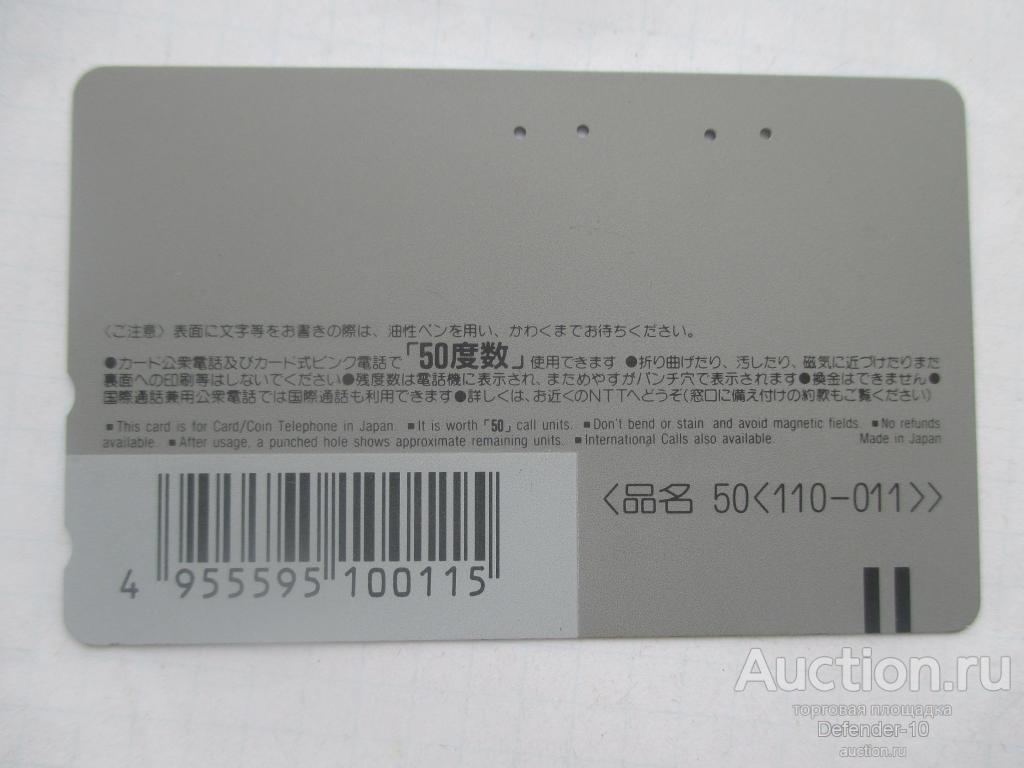 〈ご注意〉表面に文字等をお書きの際は、油性ペンを用い、かわくまでお待ちください。
●カード公衆電話及びカード式ピンク電話で「50度数」使用できます ●折り曲げたり、汚したり、磁気に近づけたりまた
裏面への印刷等はしないでください●残度数は電話機に表示され、まためやすがパンチ穴で表示されます●換金はできません●
国際通話兼用公衆電話では国際通話も利用できます●詳しくは、お近くのNTTへどうぞ(窓口に備え付けの約款もご覧ください)
■This card is for Card/Coin Telephone in Japan. ■It is worth「50」call units. ■Don't bend or stain and avoid magnetic fields. ■No refunds
available. ■After usage, a punched hole shows approximate remaining units. ■International Calls also available. Made in Japan
〈品名 50〈110-011〉〉
4 955595 100115
Auction.ru
торговая площадка
Defender-10
auction.ru